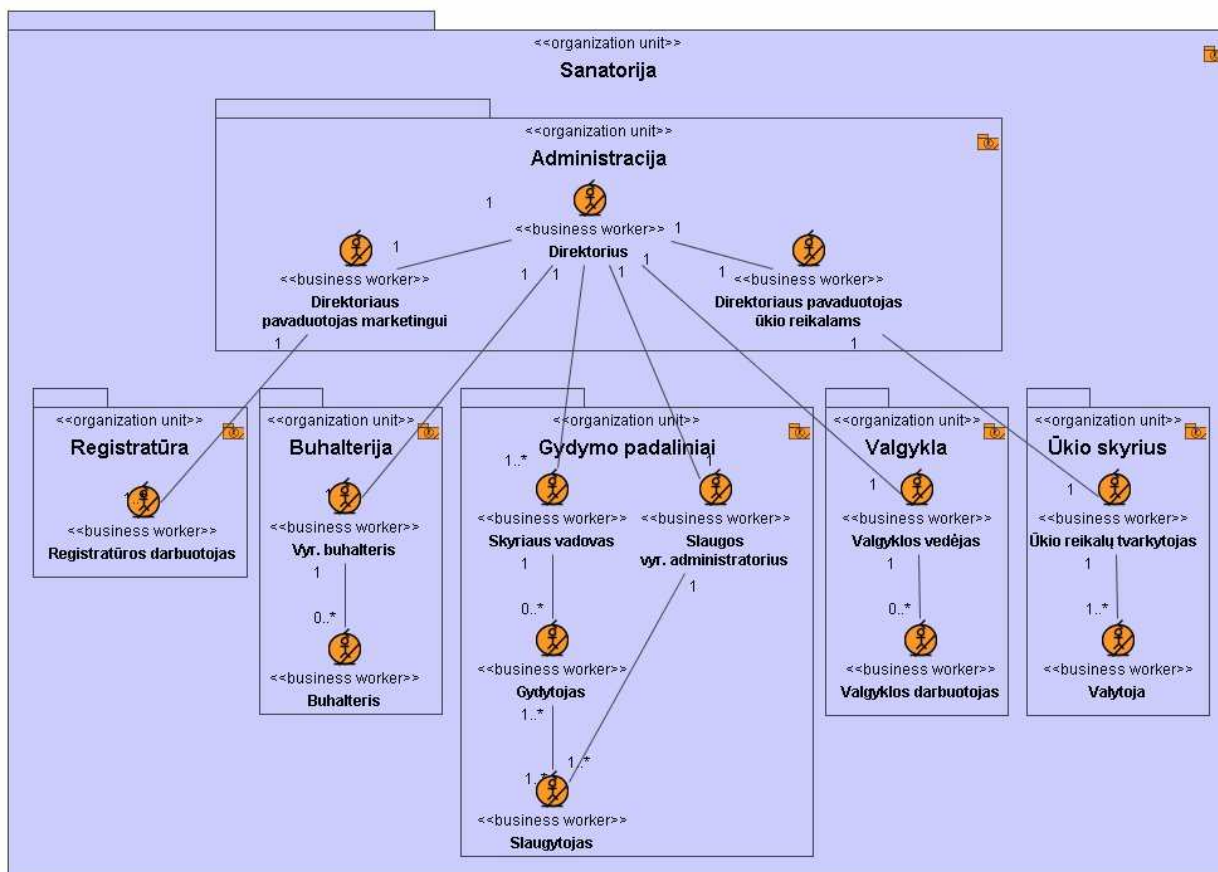 <<organization unit>>
Sanatorija
<<organization unit>>
Administracija
1
<<business worker>>
Direktorius
1
1
<<business worker>>
Direktoriaus
pavaduotojas marketingui
1
1
1
1
1
1
<<business worker>>
Direktoriaus pavaduotojas
ūkio reikalams
1
1
<<organization unit>>
Registratūra
<<business worker>>
Registratūros darbuotojas
<<organization unit>>
Buhalterija
1
<<business worker>>
Vyr. buhalteris
1
0..*
<<business worker>>
Buhalteris
<<organization unit>>
Gydymo padaliniai
1..*
<<business worker>>
Skyriaus vadovas
1
0..*
<<business worker>>
Gydytojas
1..*
1..*
<<business worker>>
Slaugytojas
1
<<business worker>>
Slaugos
vyr. administratorius
1
1..*
<<organization unit>>
Valgykla
1
<<business worker>>
Valgyklos vedėjas
1
0..*
<<business worker>>
Valgyklos darbuotojas
<<organization unit>>
Ūkio skyrius
1
<<business worker>>
Ūkio reikalų tvarkytojas
1
1..*
<<business worker>>
Valytoja